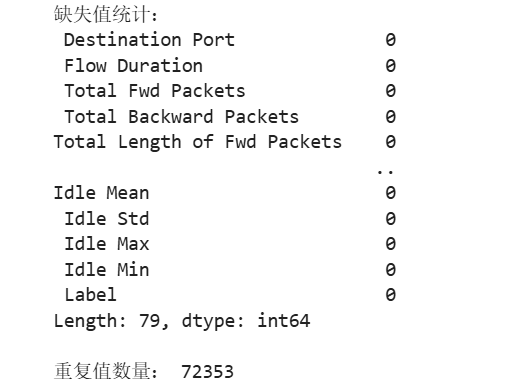 缺失值统计：
Destination Port 0
Flow Duration 0
Total Fwd Packets 0
Total Backward Packets 0
Total Length of Fwd Packets 0
..
Idle Mean 0
Idle Std 0
Idle Max 0
Idle Min 0
Label 0
Length: 79, dtype: int64
重复值数量： 72353